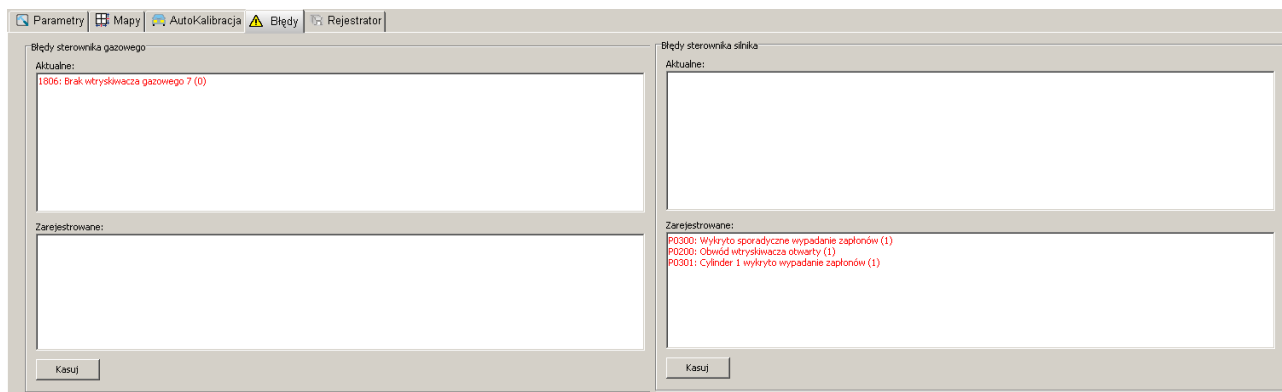 Parametry Mapy AutoKalibracja Błędy Rejestrator
Błędy sterownika gazowego
Aktualne:
1806: Brak wtryskiwacza gazowego 7 (0)
Zarejestrowane:
Kasuj
Błędy sterownika silnika
Aktualne:
Zarejestrowane:
P0300: Wykryto sporadyczne wypadanie zapłonów (1)
P0200: Obwód wtryskiwacza otwarty (1)
P0301: Cylinder 1 wykryto wypadanie zapłonów (1)
Kasuj